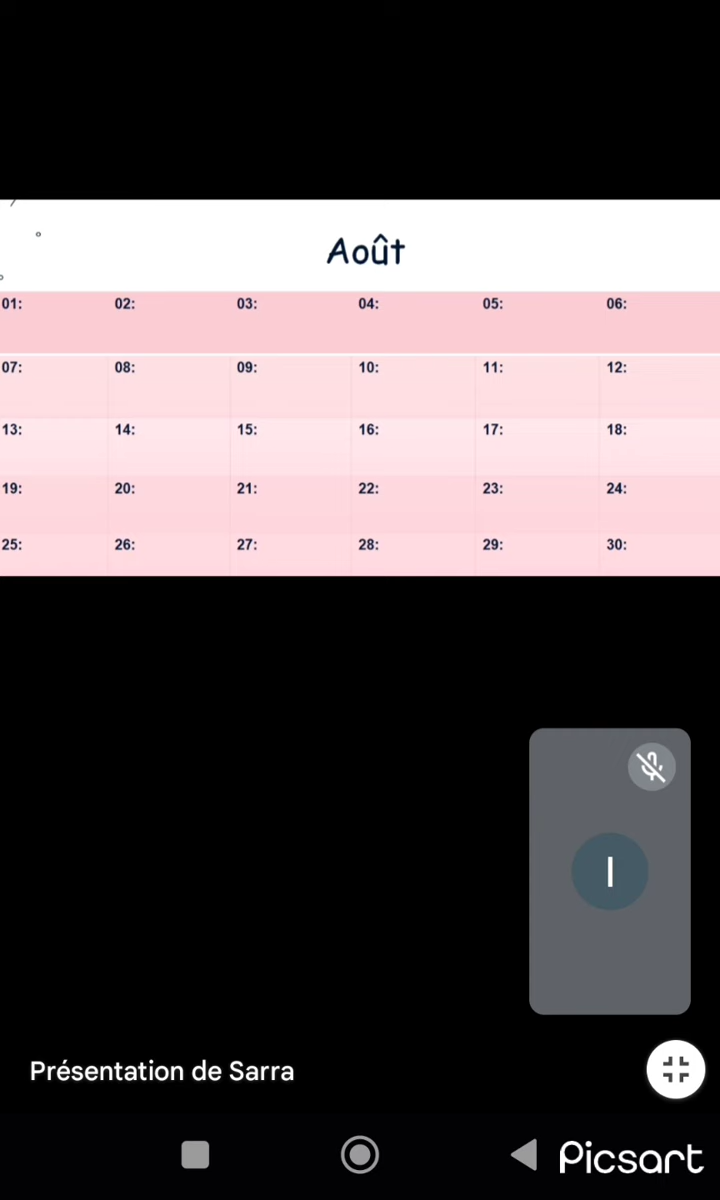 Août
01: 02: 03: 04: 05: 06:
07: 08: 09: 10: 11: 12:
13: 14: 15: 16: 17: 18:
19: 20: 21: 22: 23: 24:
25: 26: 27: 28: 29: 30:
I
Présentation de Sarra
Picsart